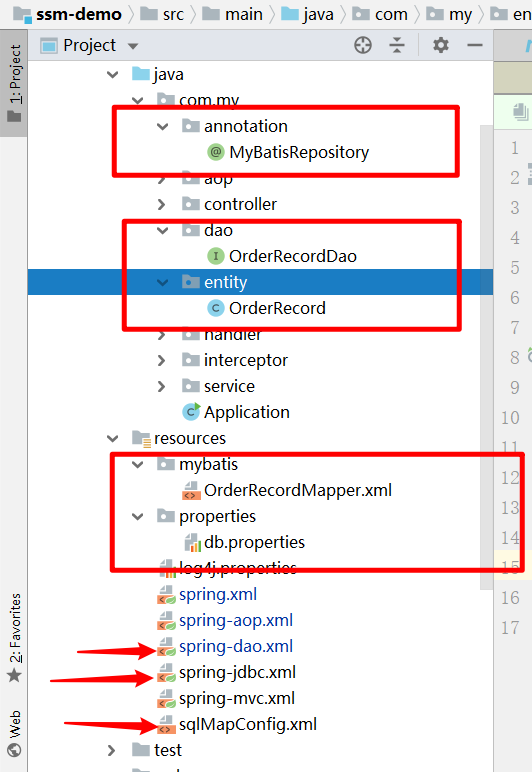 ssm-demo src main java com my en
Project
1: Project
java
com.my
annotation
MyBatisRepository
aop
controller
dao
OrderRecordDao
entity
OrderRecord
handler
interceptor
service
Application
resources
mybatis
OrderRecordMapper.xml
properties
db.properties
log4j.properties
spring.xml
spring-aop.xml
spring-dao.xml
spring-jdbc.xml
spring-mvc.xml
sqlMapConfig.xml
test
2: Favorites
Web
1
2
3
4
5
6
7
8
9
10
11
12
13
14
15
16
17